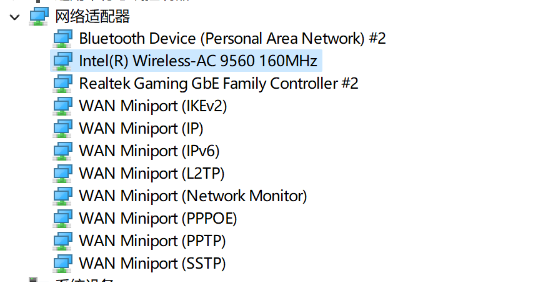 网络适配器
Bluetooth Device (Personal Area Network) #2
Intel(R) Wireless-AC 9560 160MHz
Realtek Gaming GbE Family Controller #2
WAN Miniport (IKEv2)
WAN Miniport (IP)
WAN Miniport (IPv6)
WAN Miniport (L2TP)
WAN Miniport (Network Monitor)
WAN Miniport (PPPOE)
WAN Miniport (PPTP)
WAN Miniport (SSTP)